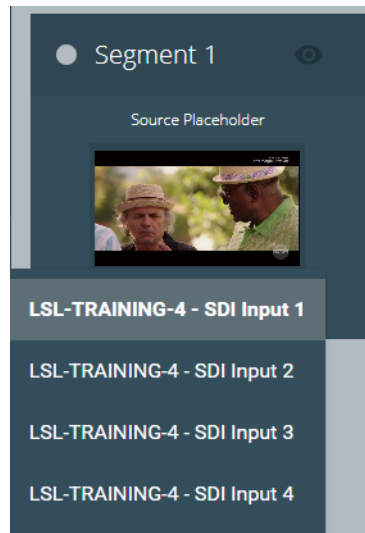 Segment 1
Source Placeholder
LSL-TRAINING-4 - SDI Input 1
LSL-TRAINING-4 - SDI Input 2
LSL-TRAINING-4 - SDI Input 3
LSL-TRAINING-4 - SDI Input 4